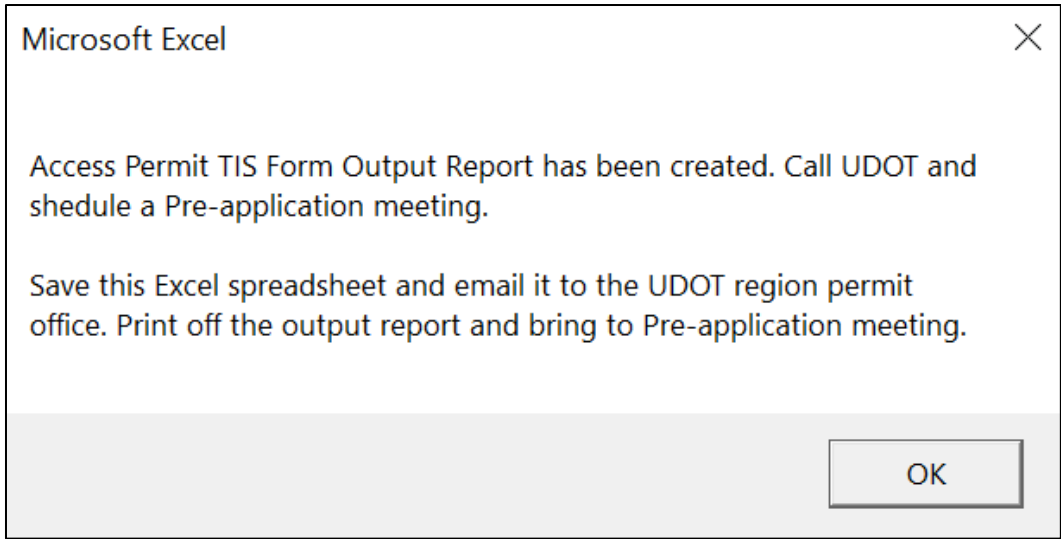 Microsoft Excel
Access Permit TIS Form Output Report has been created. Call UDOT and
shedule a Pre-application meeting.
Save this Excel spreadsheet and email it to the UDOT region permit
office. Print off the output report and bring to Pre-application meeting.
OK